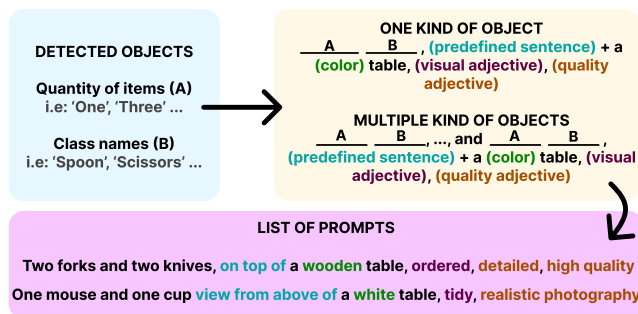 DETECTED OBJECTS
Quantity of items (A)
i.e: ‘One’, ‘Three’ ...
Class names (B)
i.e: ‘Spoon’, ‘Scissors’ ...
ONE KIND OF OBJECT
A B , (predefined sentence) + a
(color) table, (visual adjective), (quality
adjective)
MULTIPLE KIND OF OBJECTS
A B , ..., and A B ,
(predefined sentence) + a (color) table, (visual
adjective), (quality adjective)
LIST OF PROMPTS
Two forks and two knives, on top of a wooden table, ordered, detailed, high quality
One mouse and one cup view from above of a white table, tidy, realistic photography